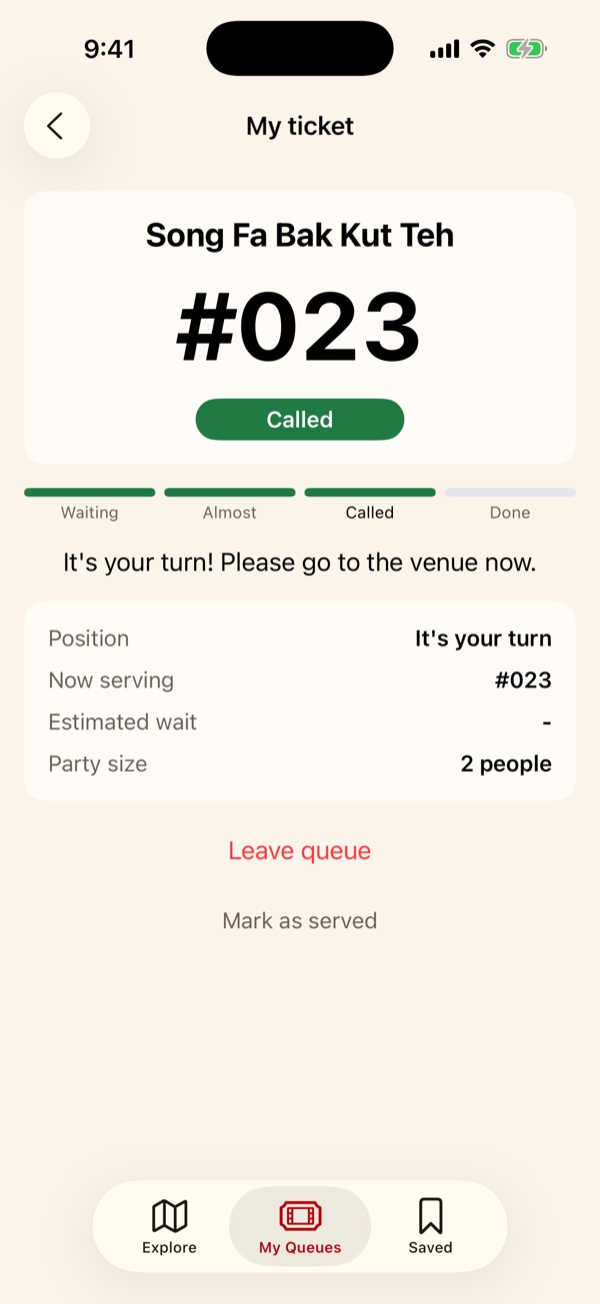 9:41
My ticket
Song Fa Bak Kut Teh
#023
Called
Waiting Almost Called Done
It's your turn! Please go to the venue now.
Position It's your turn
Now serving #023
Estimated wait -
Party size 2 people
Leave queue
Mark as served
Explore My Queues Saved